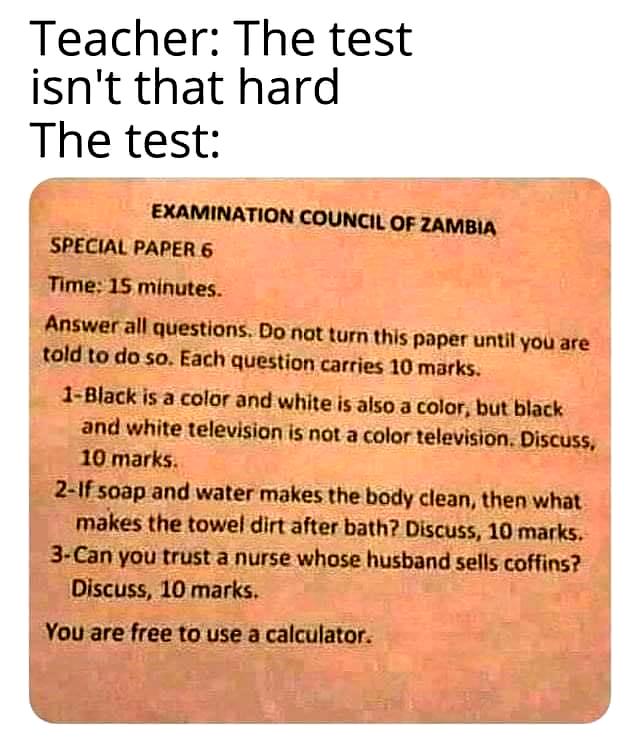 Teacher: The test
isn't that hard
The test:
EXAMINATION COUNCIL OF ZAMBIA
SPECIAL PAPER 6
Time: 15 minutes.
Answer all questions. Do not turn this paper until you are
told to do so. Each question carries 10 marks.
1-Black is a color and white is also a color, but black
and white television is not a color television. Discuss,
10 marks.
2-If soap and water makes the body clean, then what
makes the towel dirt after bath? Discuss, 10 marks.
3-Can you trust a nurse whose husband sells coffins?
Discuss, 10 marks.
You are free to use a calculator.